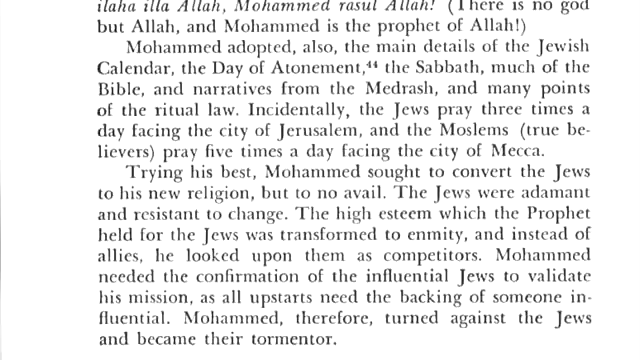 ilaha illa Allah, Mohammed rasul Allah! (There is no god
but Allah, and Mohammed is the prophet of Allah!)
Mohammed adopted, also, the main details of the Jewish
Calendar, the Day of Atonement,⁴⁴ the Sabbath, much of the
Bible, and narratives from the Medrash, and many points
of the ritual law. Incidentally, the Jews pray three times a
day facing the city of Jerusalem, and the Moslems (true be-
lievers) pray five times a day facing the city of Mecca.
Trying his best, Mohammed sought to convert the Jews
to his new religion, but to no avail. The Jews were adamant
and resistant to change. The high esteem which the Prophet
held for the Jews was transformed to enmity, and instead of
allies, he looked upon them as competitors. Mohammed
needed the confirmation of the influential Jews to validate
his mission, as all upstarts need the backing of someone in-
fluential. Mohammed, therefore, turned against the Jews
and became their tormentor.